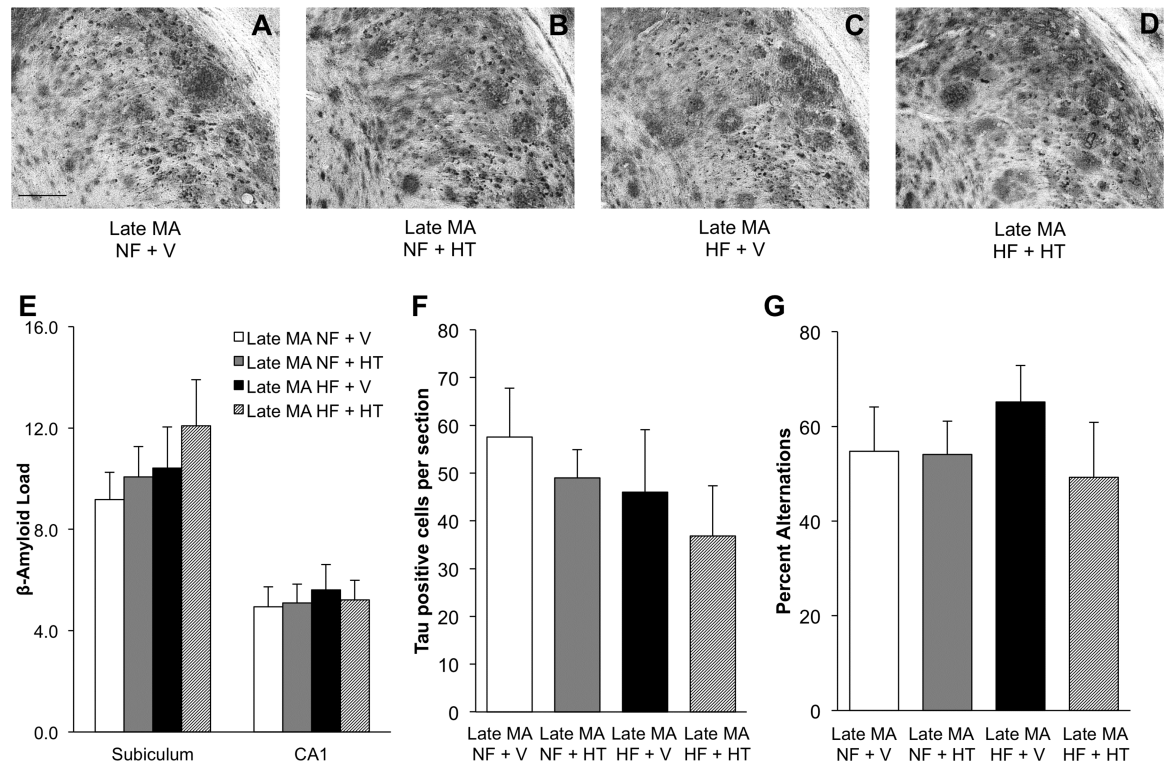 A
B
C
D
Late MA
NF + V
Late MA
NF + HT
Late MA
HF + V
Late MA
HF + HT
E
16.0
12.0
8.0
4.0
0.0
β-Amyloid Load
Late MA NF + V
Late MA NF + HT
Late MA HF + V
Late MA HF + HT
Subiculum
CA1
F
80
70
60
50
40
30
20
10
0
Tau positive cells per section
Late MA
NF + V
Late MA
NF + HT
Late MA
HF + V
Late MA
HF + HT
G
80
60
40
20
0
Percent Alternations
Late MA
NF + V
Late MA
NF + HT
Late MA
HF + V
Late MA
HF + HT